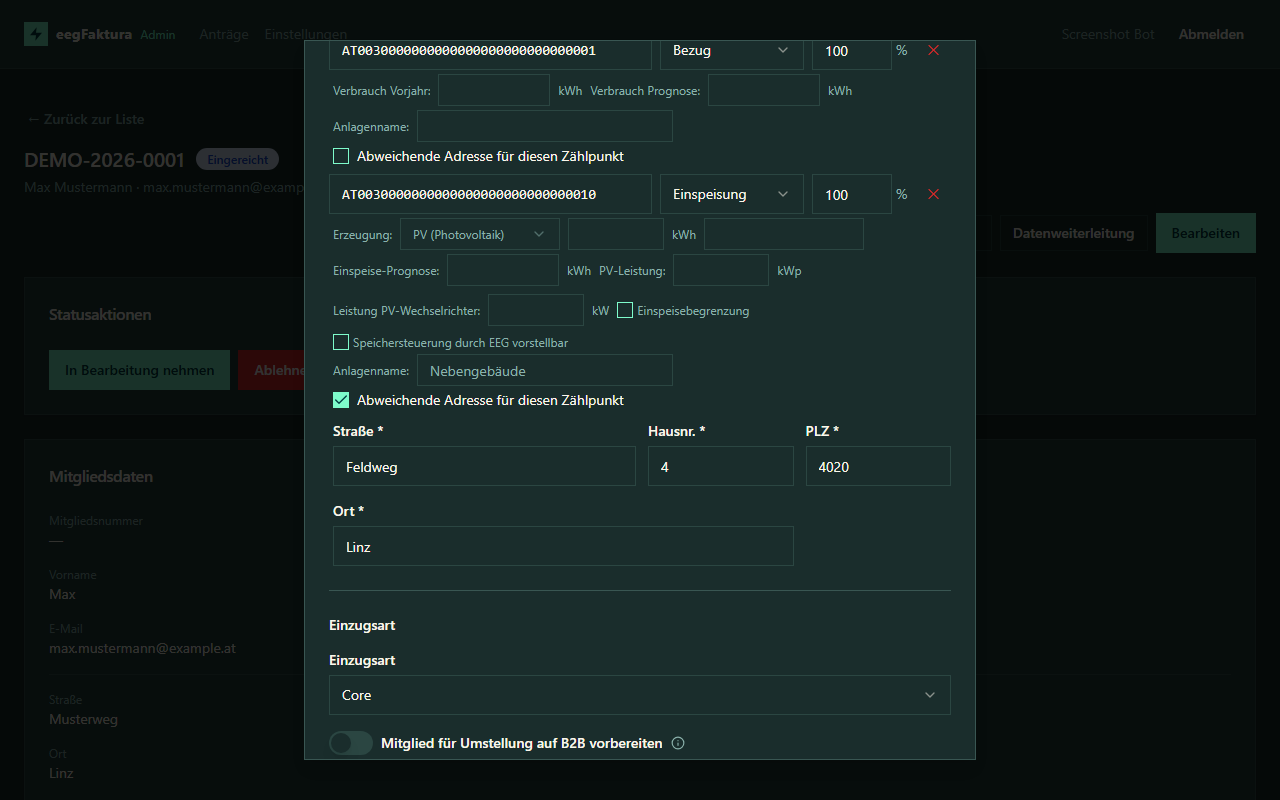 eegFaktura Admin Anträge Einstellungen Screenshot Bot Abmelden
← Zurück zur Liste
DEMO-2026-0001 Eingereicht
Max Mustermann · max.mustermann@examp
Datenweiterleitung Bearbeiten
Statusaktionen
In Bearbeitung nehmen Ablehne
Mitgliedsdaten
Mitgliedsnummer
—
Vorname
Max
E-Mail
max.mustermann@example.at
Straße
Musterweg
Ort
Linz
Bezug 100 %
Verbrauch Vorjahr: kWh Verbrauch Prognose: kWh
Anlagenname:
Abweichende Adresse für diesen Zählpunkt
Einspeisung 100 %
Erzeugung: PV (Photovoltaik) kWh
Einspeise-Prognose: kWh PV-Leistung: kWp
Leistung PV-Wechselrichter: kW Einspeisebegrenzung
Speichersteuerung durch EEG vorstellbar
Anlagenname: Nebengebäude
Abweichende Adresse für diesen Zählpunkt
Straße * Hausnr. * PLZ *
Feldweg 4 4020
Ort *
Linz
Einzugsart
Einzugsart
Core
Mitglied für Umstellung auf B2B vorbereiten